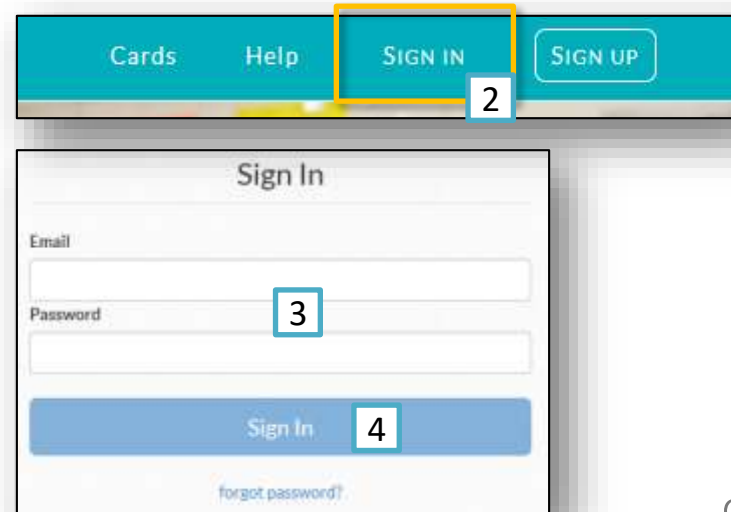 Cards Help SIGN IN SIGN UP
2
Sign In
Email
3
Password
Sign In 4
forgot password?